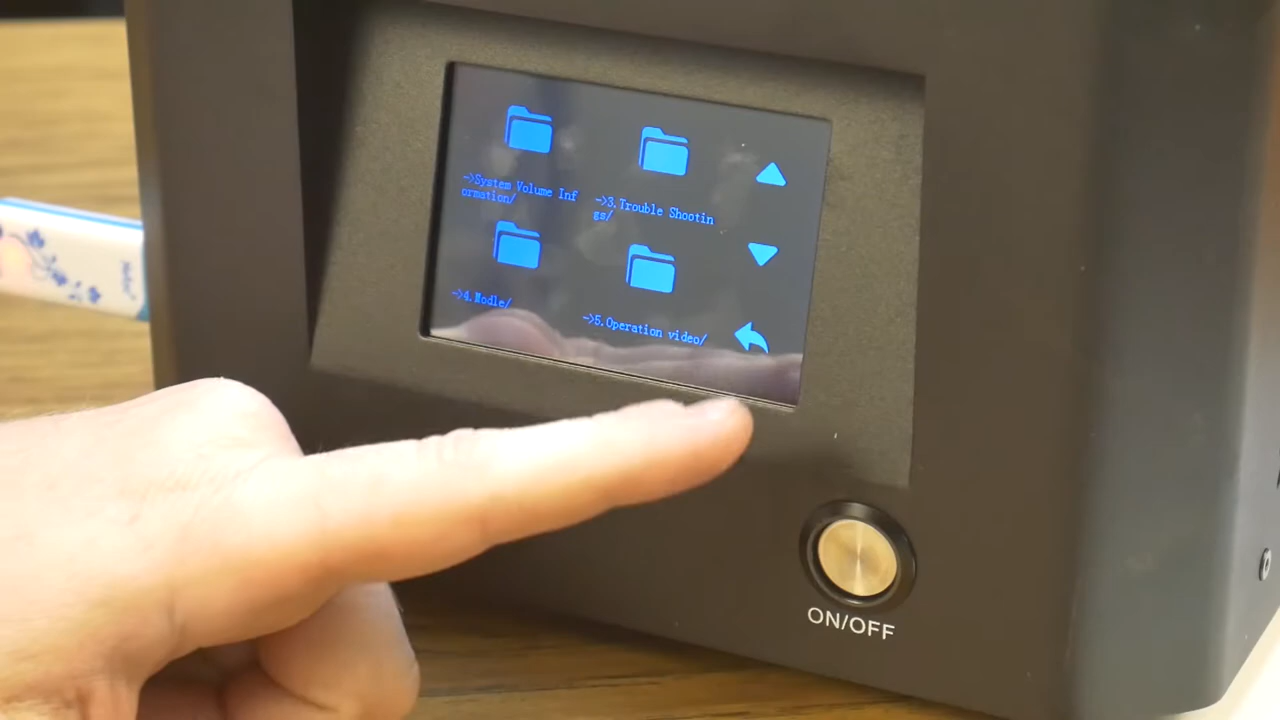 ->System Volume Inf
ormation/
->3.Trouble Shootin
gs/
->4.Modle/
->5.Operation video/
ON/OFF